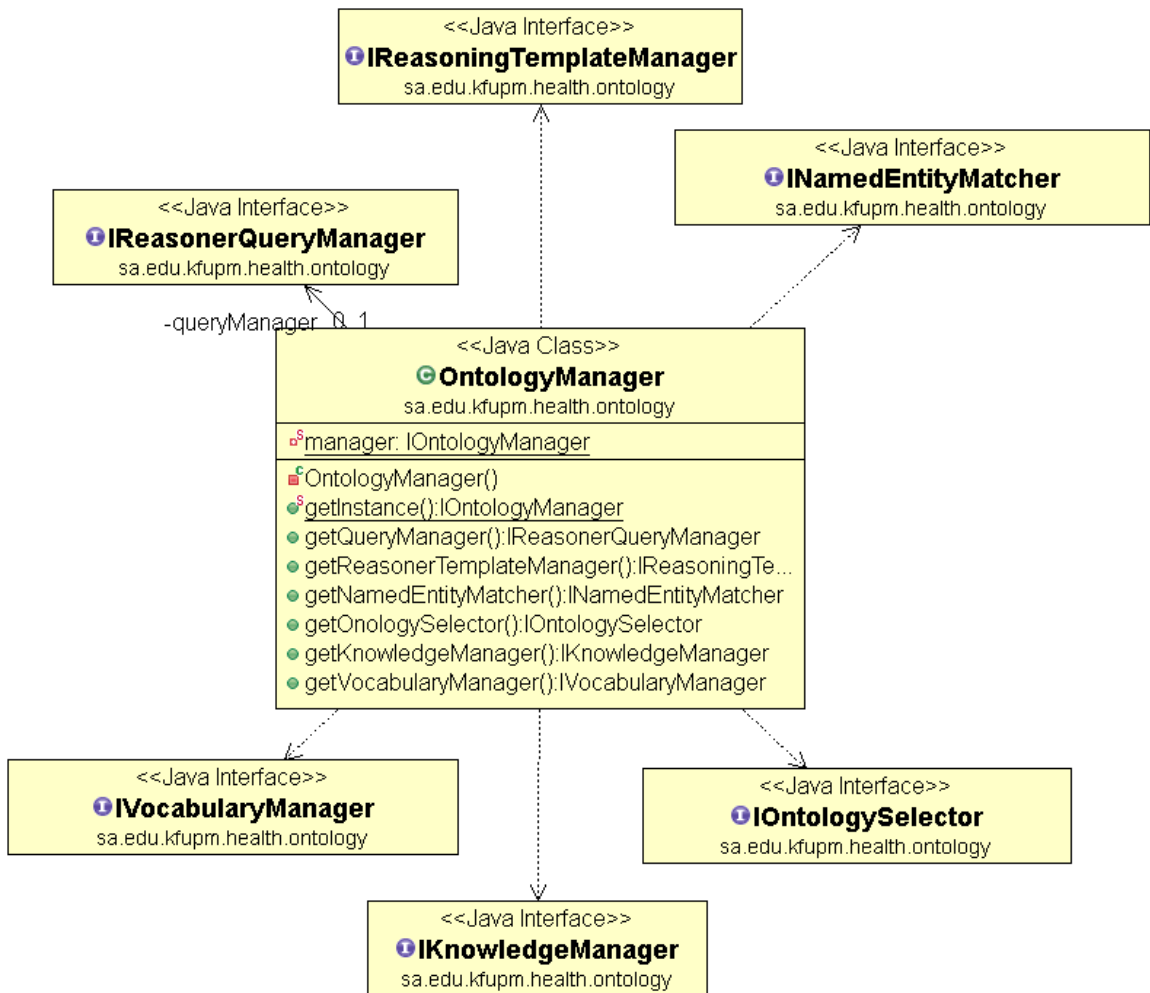 <<Java Interface>>
IReasoningTemplateManager
sa.edu.kfupm.health.ontology
<<Java Interface>>
INamedEntityMatcher
sa.edu.kfupm.health.ontology
<<Java Interface>>
IReasonerQueryManager
sa.edu.kfupm.health.ontology
-queryManager 0..1
<<Java Class>>
OntologyManager
sa.edu.kfupm.health.ontology
manager: IOntologyManager
OntologyManager()
getInstance():IOntologyManager
getQueryManager():IReasonerQueryManager
getReasonerTemplateManager():IReasoningTe...
getNamedEntityMatcher():INamedEntityMatcher
getOnologySelector():IOntologySelector
getKnowledgeManager():IKnowledgeManager
getVocabularyManager():IVocabularyManager
<<Java Interface>>
IVocabularyManager
sa.edu.kfupm.health.ontology
<<Java Interface>>
IOntologySelector
sa.edu.kfupm.health.ontology
<<Java Interface>>
IKnowledgeManager
sa.edu.kfupm.health.ontology